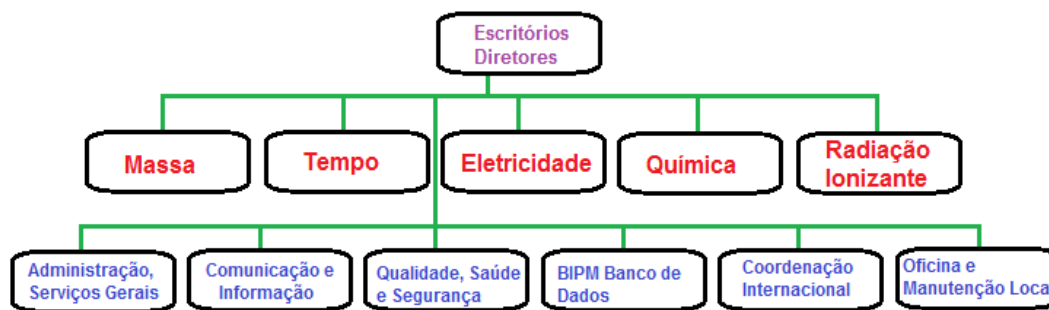 Escritórios
Diretores
Massa
Tempo
Eletricidade
Química
Radiação
Ionizante
Administração,
Serviços Gerais
Comunicação e
Informação
Qualidade, Saúde
e Segurança
BIPM Banco de
Dados
Coordenação
Internacional
Oficina e
Manutenção Local